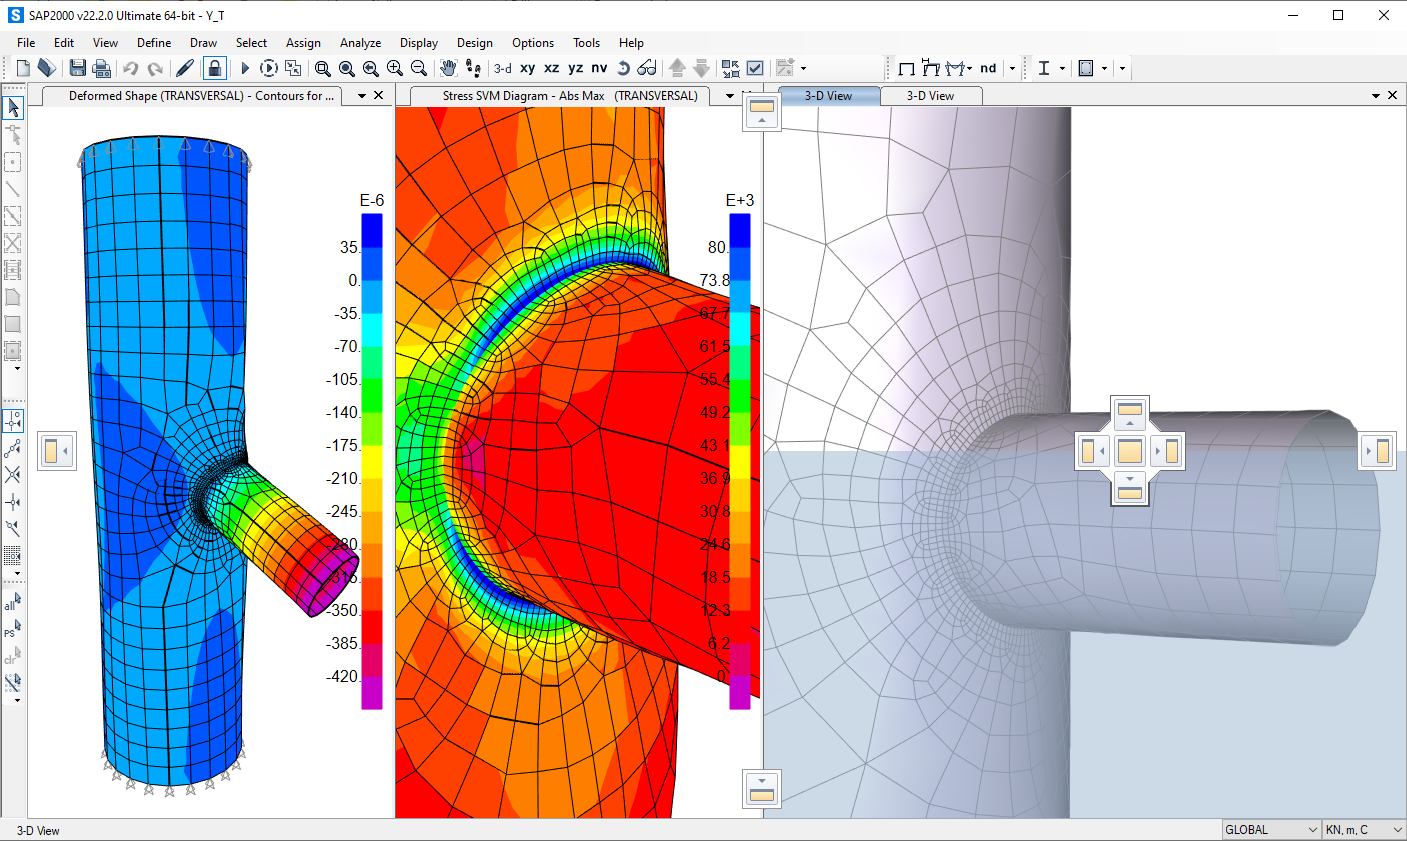 SAP2000 v22.2.0 Ultimate 64-bit - Y_T
File Edit View Define Draw Select Assign Analyze Display Design Options Tools Help
3-d xy xz yz nv nd
Deformed Shape (TRANSVERSAL) - Contours for ...
Stress SVM Diagram - Abs Max (TRANSVERSAL)
3-D View
3-D View
E-6
35.
0.
-35.
-70.
-105.
-140.
-175.
-210.
-245.
-280.
-315.
-350.
-385.
-420.
E+3
80.
73.8
67.7
61.5
55.4
49.2
43.1
36.9
30.8
24.6
18.5
12.3
6.2
0.
all
PS
clr
3-D View
GLOBAL
KN, m, C